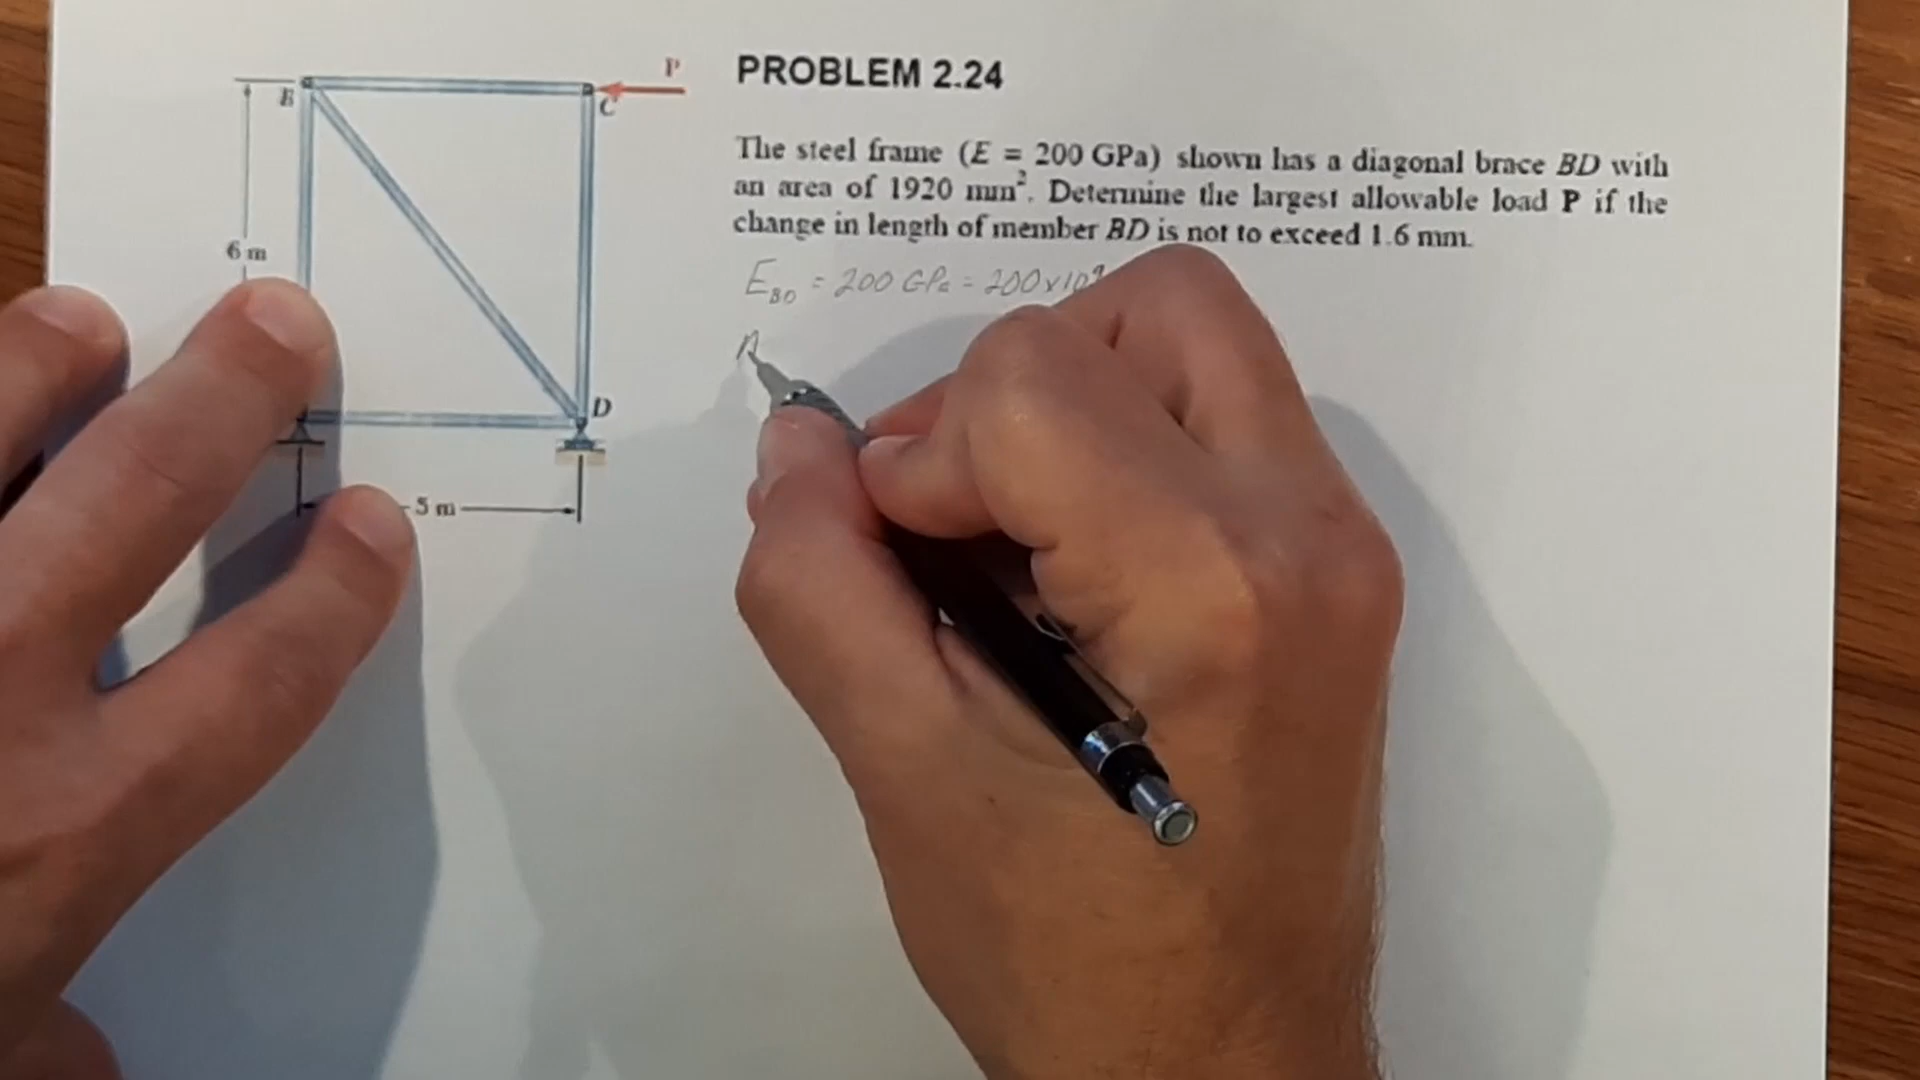 P
B
C
6 m
D
5 m
PROBLEM 2.24
The steel frame (E = 200 GPa) shown has a diagonal brace BD with
an area of 1920 mm². Determine the largest allowable load P if the
change in length of member BD is not to exceed 1.6 mm.
E_BD = 200 GPa = 200x10⁹
A